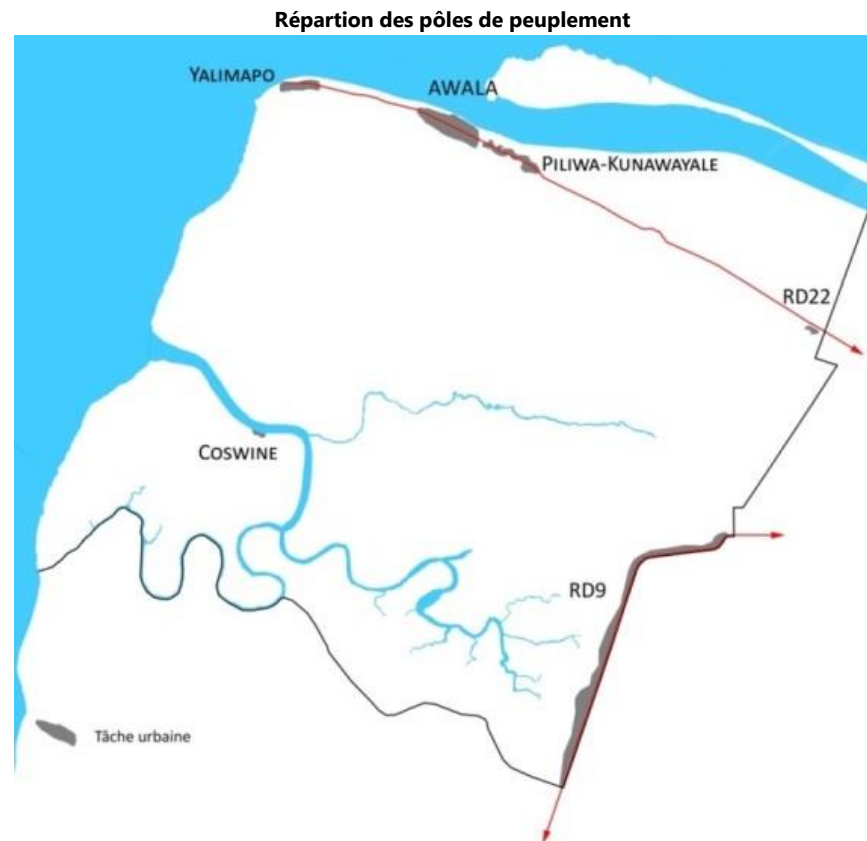 Répartion des pôles de peuplement
YALIMAPO
AWALA
PILIWA-KUNAWAYALE
RD22
COSWINE
RD9
Tâche urbaine